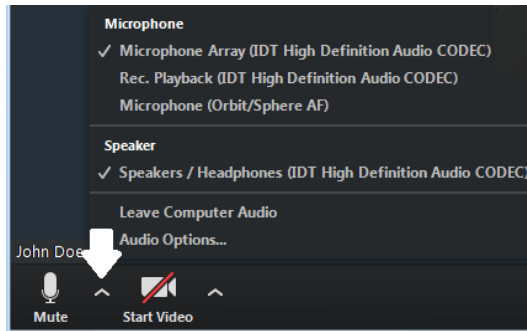 Microphone
✓ Microphone Array (IDT High Definition Audio CODEC)
Rec. Playback (IDT High Definition Audio CODEC)
Microphone (Orbit/Sphere AF)
Speaker
✓ Speakers / Headphones (IDT High Definition Audio CODEC)
Leave Computer Audio
Audio Options...
John Doe
Mute
Start Video